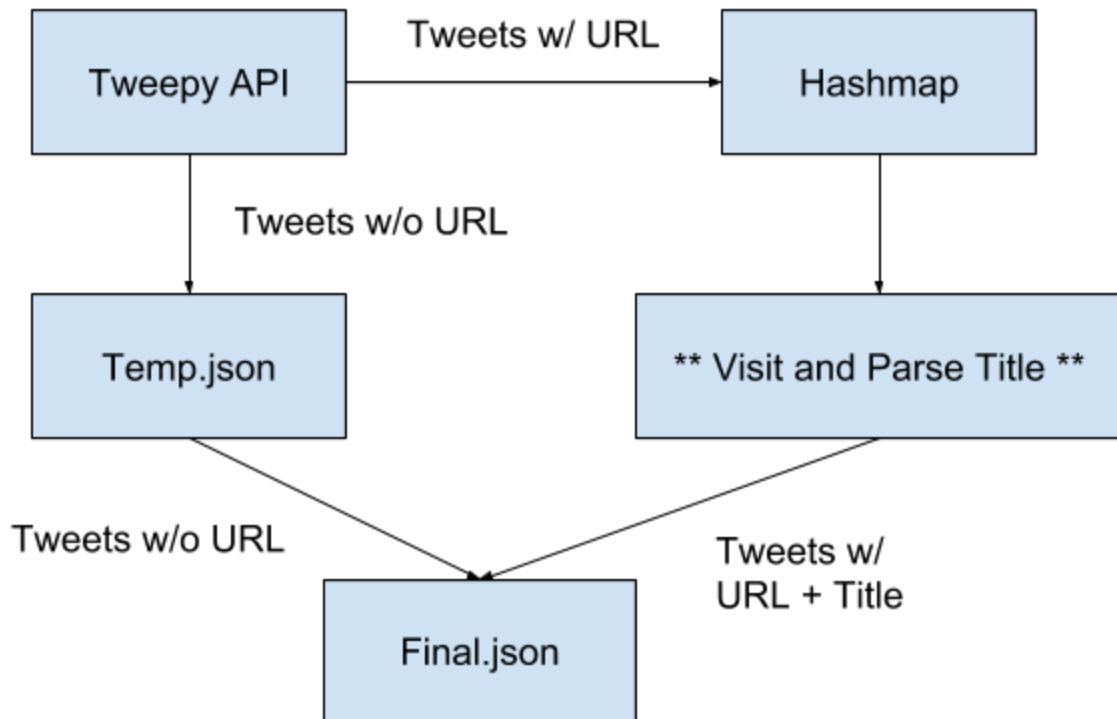 Tweets w/ URL
Tweepy API
Hashmap
Tweets w/o URL
Temp.json
** Visit and Parse Title **
Tweets w/o URL
Tweets w/
URL + Title
Final.json